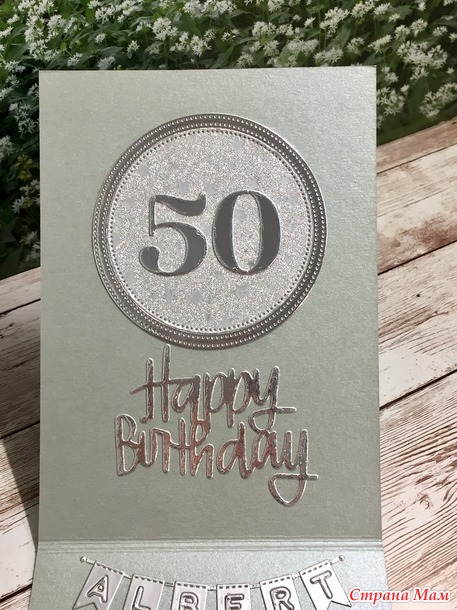 50
Happy
Birthday
ALBERT
Страна Мам